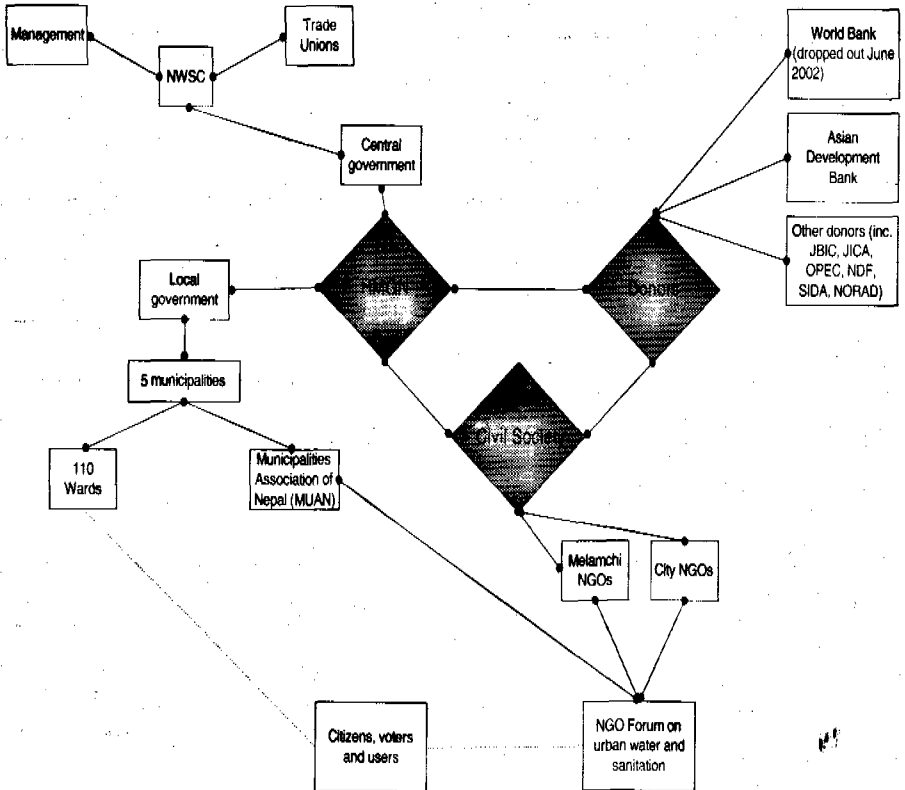 Management
Trade
Unions
NWSC
World Bank
(dropped out June
2002)
Central
government
Asian
Development
Bank
Other donors (inc.
JBIC, JICA,
OPEC, NDF,
SIDA, NORAD)
Local
government
HMGN
Donors
5 municipalities
Civil Society
110
Wards
Municipalities
Association of
Nepal (MUAN)
Melamchi
NGOs
City NGOs
Citizens, voters
and users
NGO Forum on
urban water and
sanitation